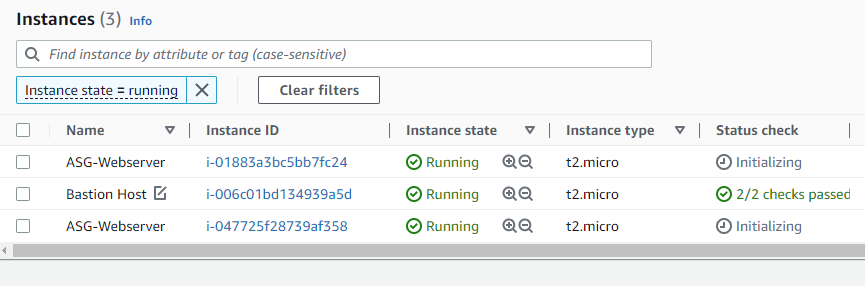 Instances (3) Info
Find instance by attribute or tag (case-sensitive)
Instance state = running
Clear filters
Name Instance ID Instance state Instance type Status check
ASG-Webserver i-01883a3bc5bb7fc24 Running t2.micro Initializing
Bastion Host i-006c01bd134939a5d Running t2.micro 2/2 checks passed
ASG-Webserver i-047725f28739af358 Running t2.micro Initializing